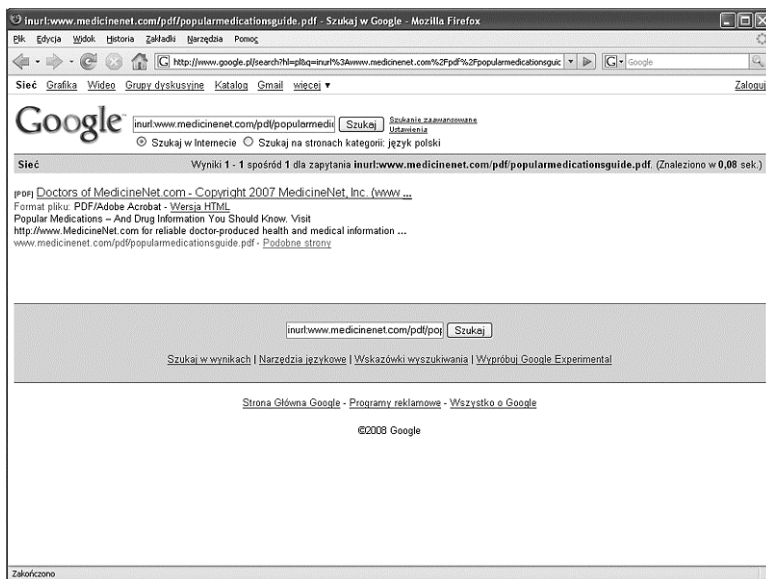 inurl:www.medicinenet.com/pdf/popularmedicationsguide.pdf - Szukaj w Google - Mozilla Firefox
Plik Edycja Widok Historia Zakładki Narzędzia Pomoc
http://www.google.pl/search?hl=pl&q=inurl%3Awww.medicinenet.com%2Fpdf%2Fpopularmedicationsguic Google
Sieć Grafika Wideo Grupy dyskusyjne Katalog Gmail więcej ▼ Zaloguj
Google inurl:www.medicinenet.com/pdf/popularmedi Szukaj Szukanie zaawansowane
Ustawienia
Szukaj w Internecie Szukaj na stronach kategorii: język polski
Sieć Wyniki 1 - 1 spośród 1 dla zapytania inurl:www.medicinenet.com/pdf/popularmedicationsguide.pdf. (Znaleziono w 0,08 sek.)
[PDF] Doctors of MedicineNet.com - Copyright 2007 MedicineNet, Inc. (www ...
Format pliku: PDF/Adobe Acrobat - Wersja HTML
Popular Medications – And Drug Information You Should Know. Visit
http://www.MedicineNet.com for reliable doctor-produced health and medical information ...
www.medicinenet.com/pdf/popularmedicationsguide.pdf - Podobne strony
inurl:www.medicinenet.com/pdf/pop Szukaj
Szukaj w wynikach | Narzędzia językowe | Wskazówki wyszukiwania | Wypróbuj Google Experimental
Strona Główna Google - Programy reklamowe - Wszystko o Google
©2008 Google
Zakończono